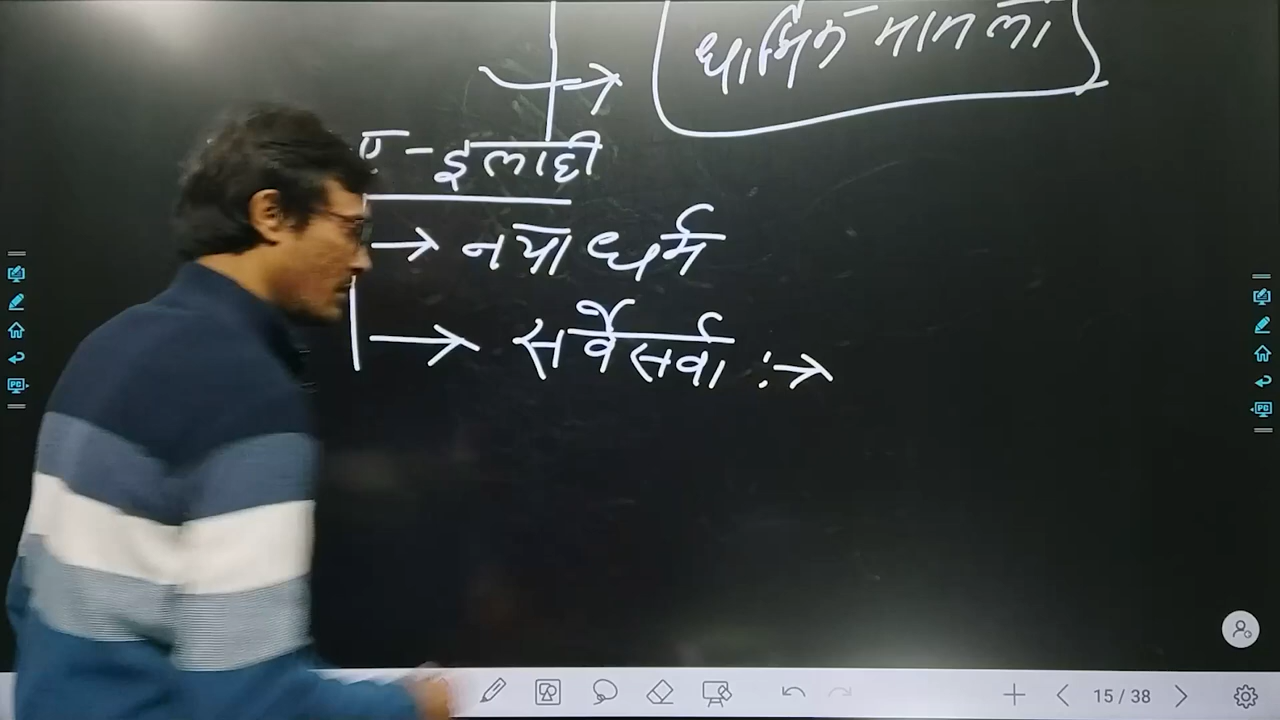 धार्मिक मामलों
ए-इलाही
→ नया धर्म
→ सर्वेसर्वा :→
15 / 38